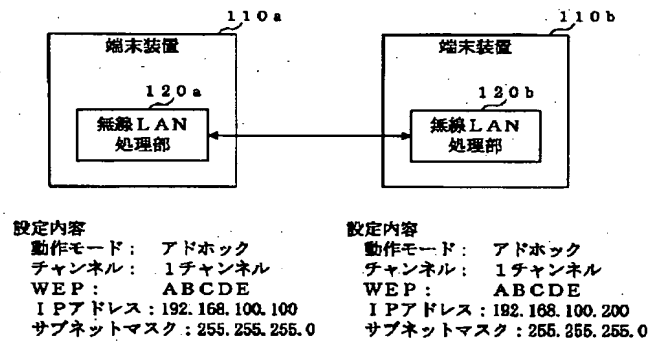 １１０ａ
端末装置
１２０ａ
無線ＬＡＮ
処理部
１１０ｂ
端末装置
１２０ｂ
無線ＬＡＮ
処理部
設定内容
動作モード： アドホック
チャンネル： １チャンネル
ＷＥＰ： ＡＢＣＤＥ
ＩＰアドレス：192.168.100.100
サブネットマスク：255.255.255.0
設定内容
動作モード： アドホック
チャンネル： １チャンネル
ＷＥＰ： ＡＢＣＤＥ
ＩＰアドレス：192.168.100.200
サブネットマスク：255.255.255.0